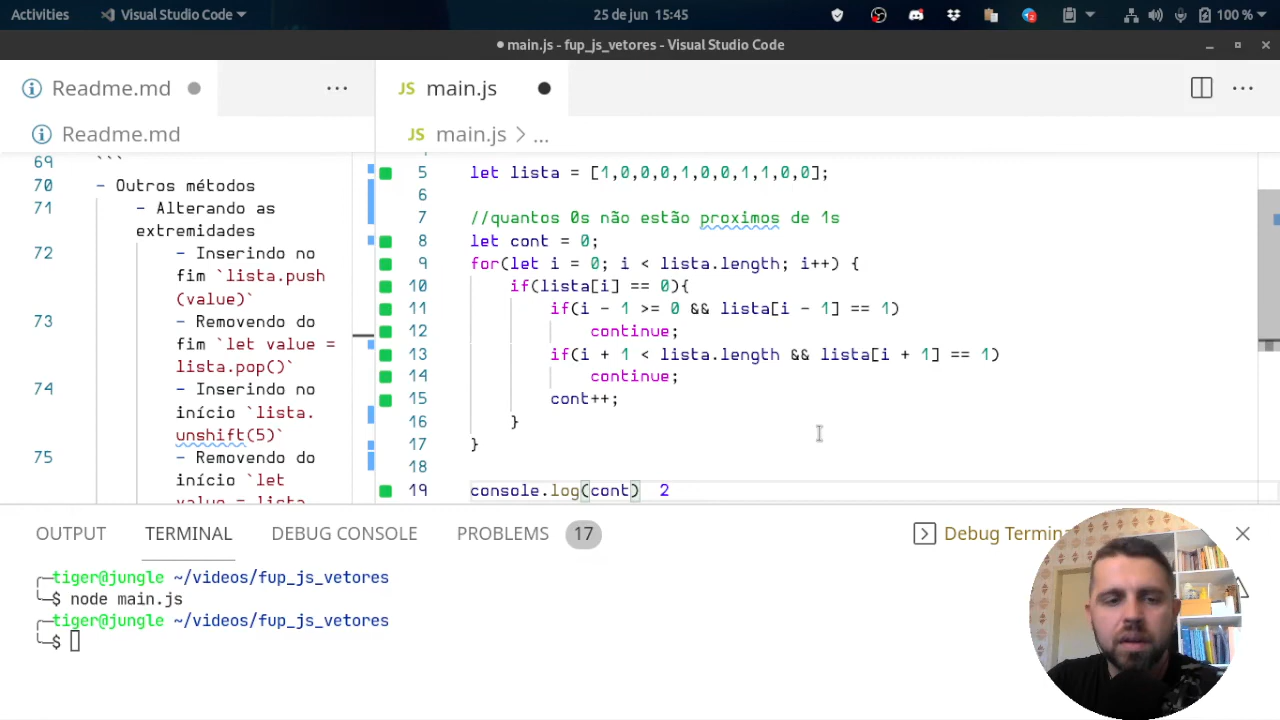 Activities Visual Studio Code 25 de jun 15:45 2 100 %
● main.js - fup_js_vetores - Visual Studio Code
Readme.md ● ··· JS main.js ● ···
Readme.md JS main.js > ...
69 ```
70 - Outros métodos
71 - Alterando as
extremidades
72 - Inserindo no
fim `lista.push
(value)`
73 - Removendo do
fim `let value =
lista.pop()`
74 - Inserindo no
início `lista.
unshift(5)`
75 - Removendo do
início `let
value = lista.
5 let lista = [1,0,0,0,1,0,0,1,1,0,0];
6
7 //quantos 0s não estão proximos de 1s
8 let cont = 0;
9 for(let i = 0; i < lista.length; i++) {
10 if(lista[i] == 0){
11 if(i - 1 >= 0 && lista[i - 1] == 1)
12 continue;
13 if(i + 1 < lista.length && lista[i + 1] == 1)
14 continue;
15 cont++;
16 }
17 }
18
19 console.log(cont) 2
OUTPUT TERMINAL DEBUG CONSOLE PROBLEMS 17 Debug Termin
tiger@jungle ~/videos/fup_js_vetores
$ node main.js
tiger@jungle ~/videos/fup_js_vetores
$